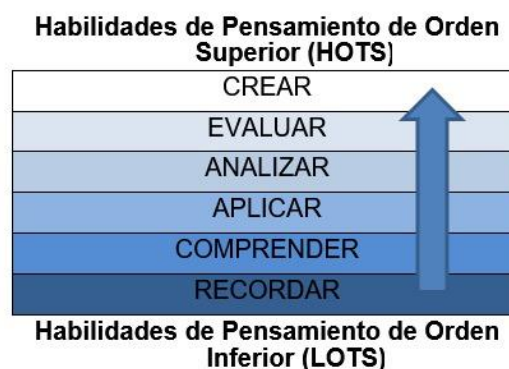 Habilidades de Pensamiento de Orden
Superior (HOTS)
CREAR
EVALUAR
ANALIZAR
APLICAR
COMPRENDER
RECORDAR
Habilidades de Pensamiento de Orden
Inferior (LOTS)